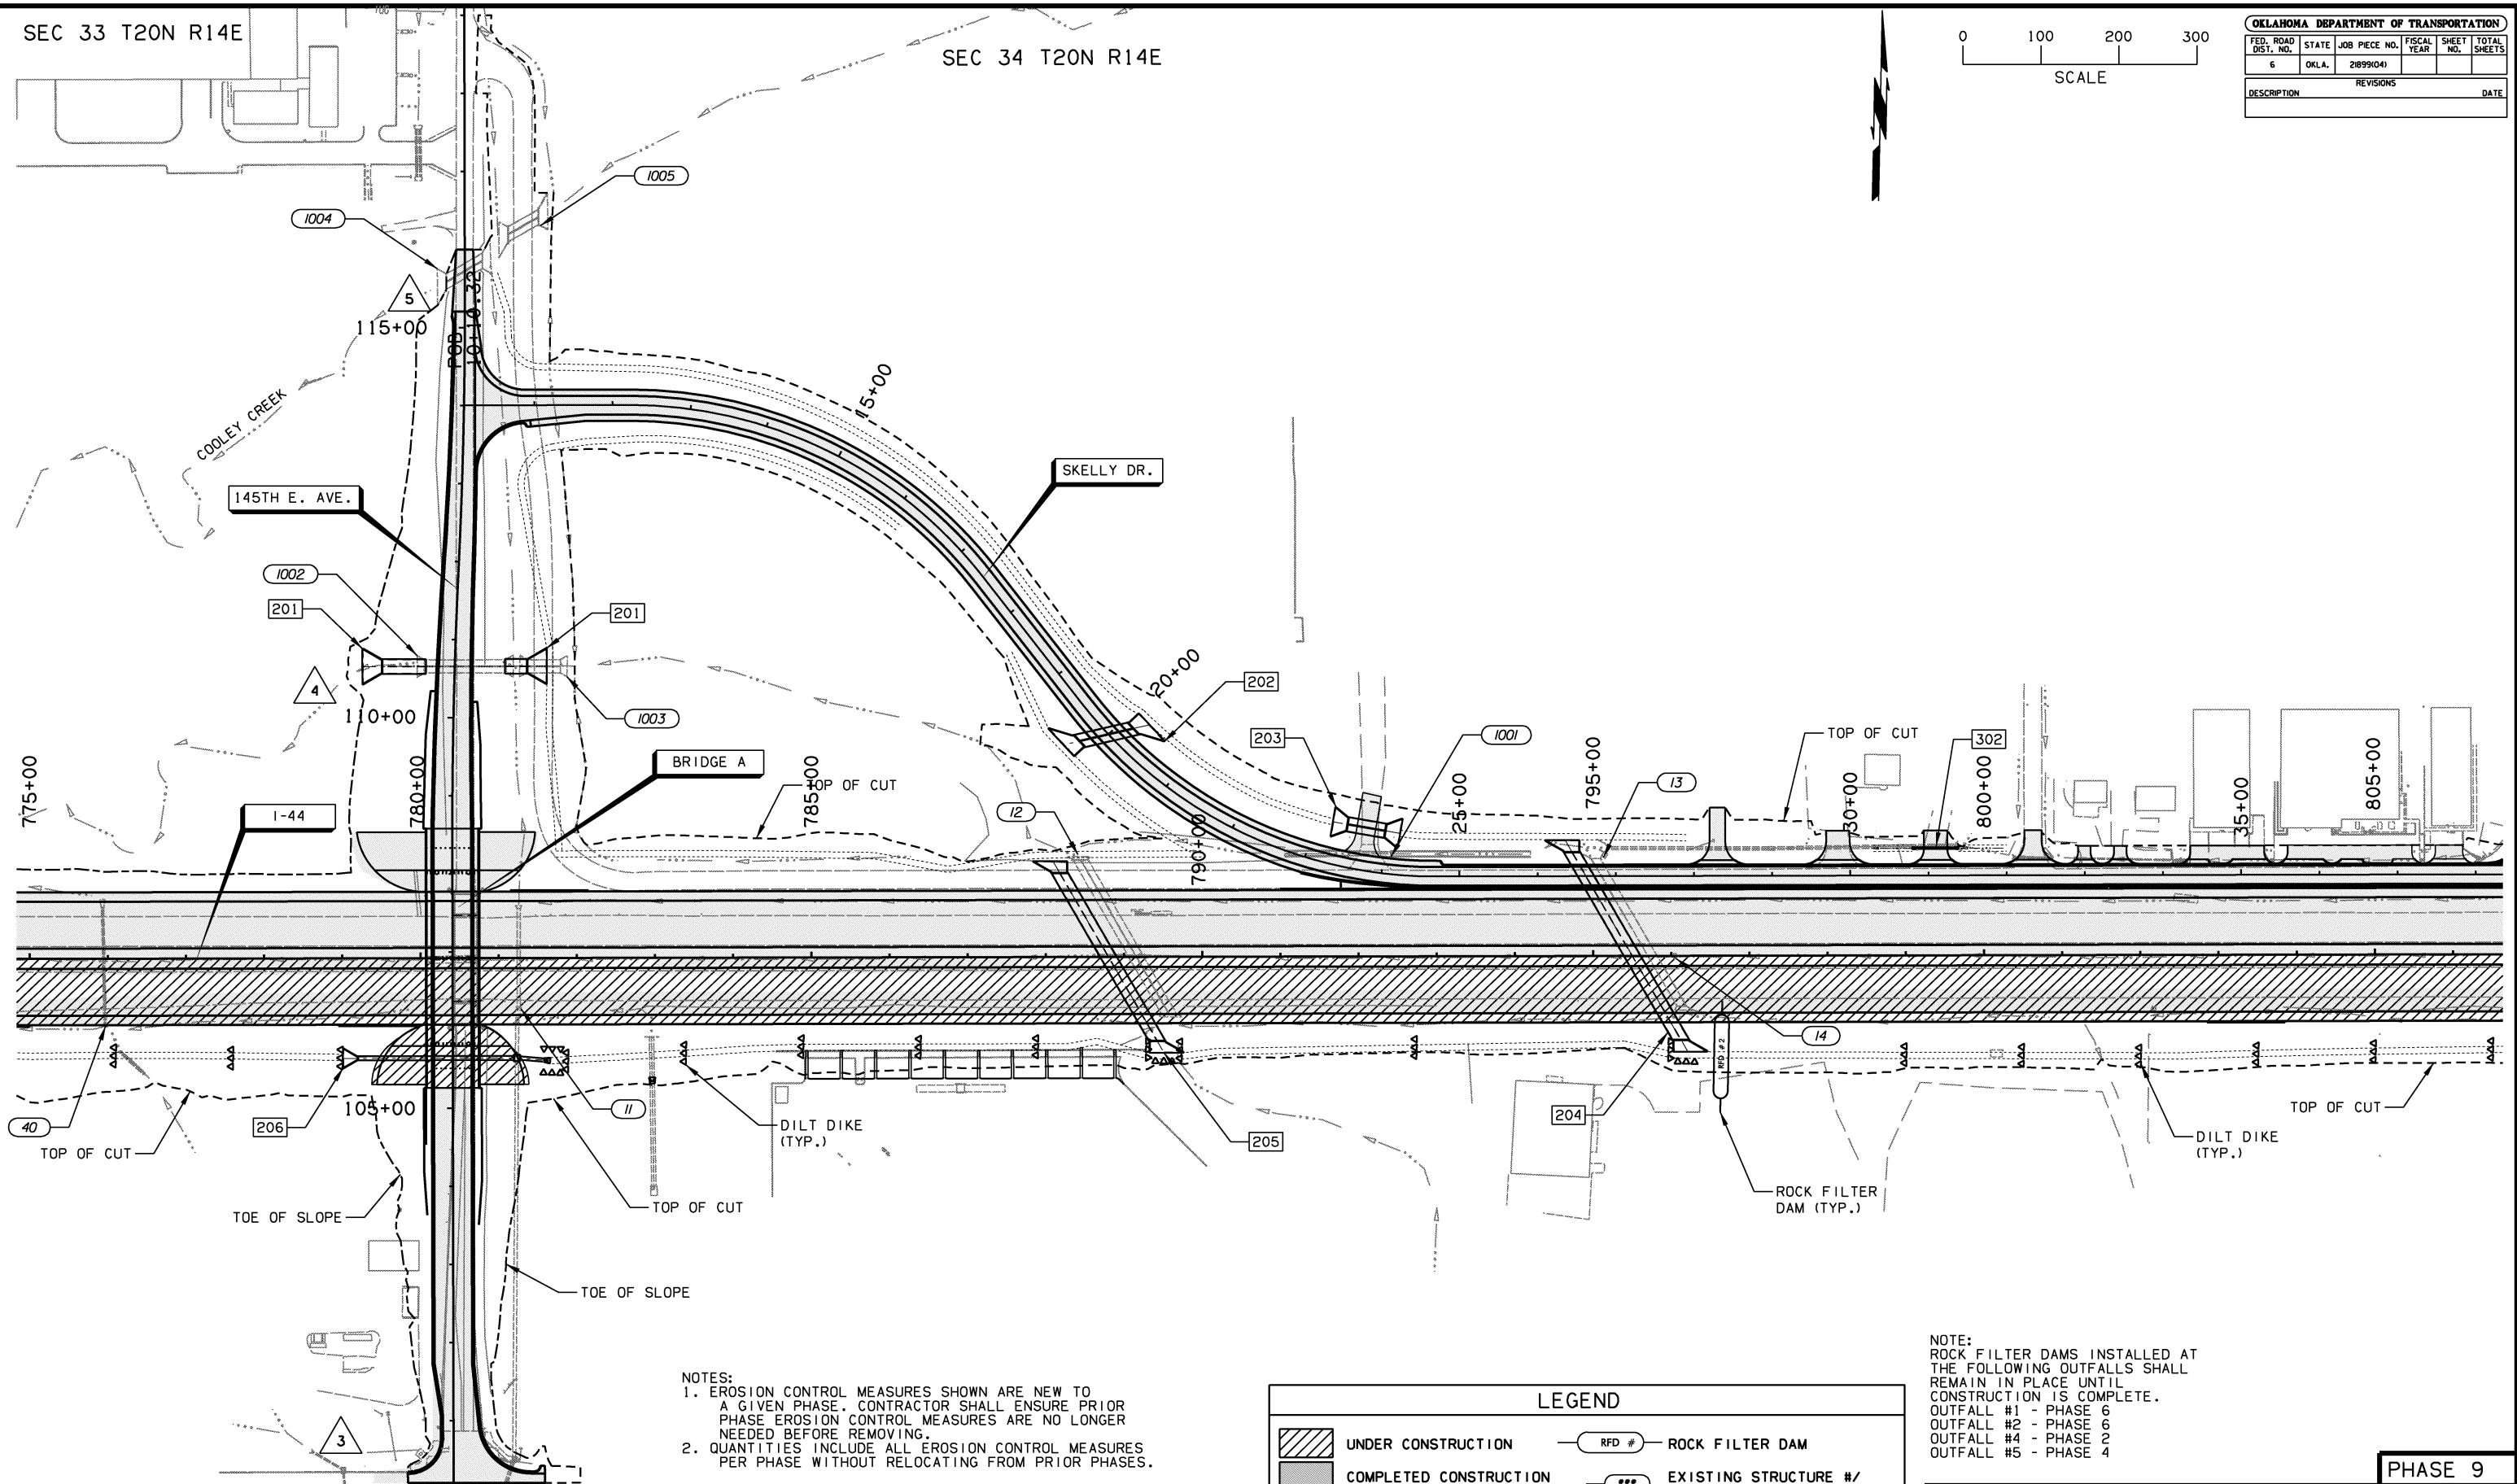 SEC 33 T20N R14E
SEC 34 T20N R14E
0 100 200 300
SCALE
OKLAHOMA DEPARTMENT OF TRANSPORTATION
FED. ROAD DIST. NO. STATE JOB PIECE NO. FISCAL YEAR SHEET NO. TOTAL SHEETS
6 OKLA. 21899(04)
REVISIONS
DESCRIPTION DATE
1005
1004
5
115+00
10+10.32
15+00
COOLEY CREEK
SKELLY DR.
145TH E. AVE.
1002
201
201
4
110+00
1003
20+00
202
203
1001
TOP OF CUT
302
BRIDGE A
775+00
780+00
785+00
TOP OF CUT
790+00
25+00
795+00
13
30+00
800+00
35+00
805+00
I-44
12
14
RFD #2
40
TOP OF CUT
105+00
206
11
DILT DIKE
(TYP.)
205
204
TOP OF CUT
DILT DIKE
(TYP.)
ROCK FILTER
DAM (TYP.)
TOE OF SLOPE
TOP OF CUT
TOE OF SLOPE
3
NOTES:
1. EROSION CONTROL MEASURES SHOWN ARE NEW TO
A GIVEN PHASE. CONTRACTOR SHALL ENSURE PRIOR
PHASE EROSION CONTROL MEASURES ARE NO LONGER
NEEDED BEFORE REMOVING.
2. QUANTITIES INCLUDE ALL EROSION CONTROL MEASURES
PER PHASE WITHOUT RELOCATING FROM PRIOR PHASES.
LEGEND
UNDER CONSTRUCTION RFD # ROCK FILTER DAM
COMPLETED CONSTRUCTION ### EXISTING STRUCTURE #/
NOTE:
ROCK FILTER DAMS INSTALLED AT
THE FOLLOWING OUTFALLS SHALL
REMAIN IN PLACE UNTIL
CONSTRUCTION IS COMPLETE.
OUTFALL #1 - PHASE 6
OUTFALL #2 - PHASE 6
OUTFALL #4 - PHASE 2
OUTFALL #5 - PHASE 4
PHASE 9